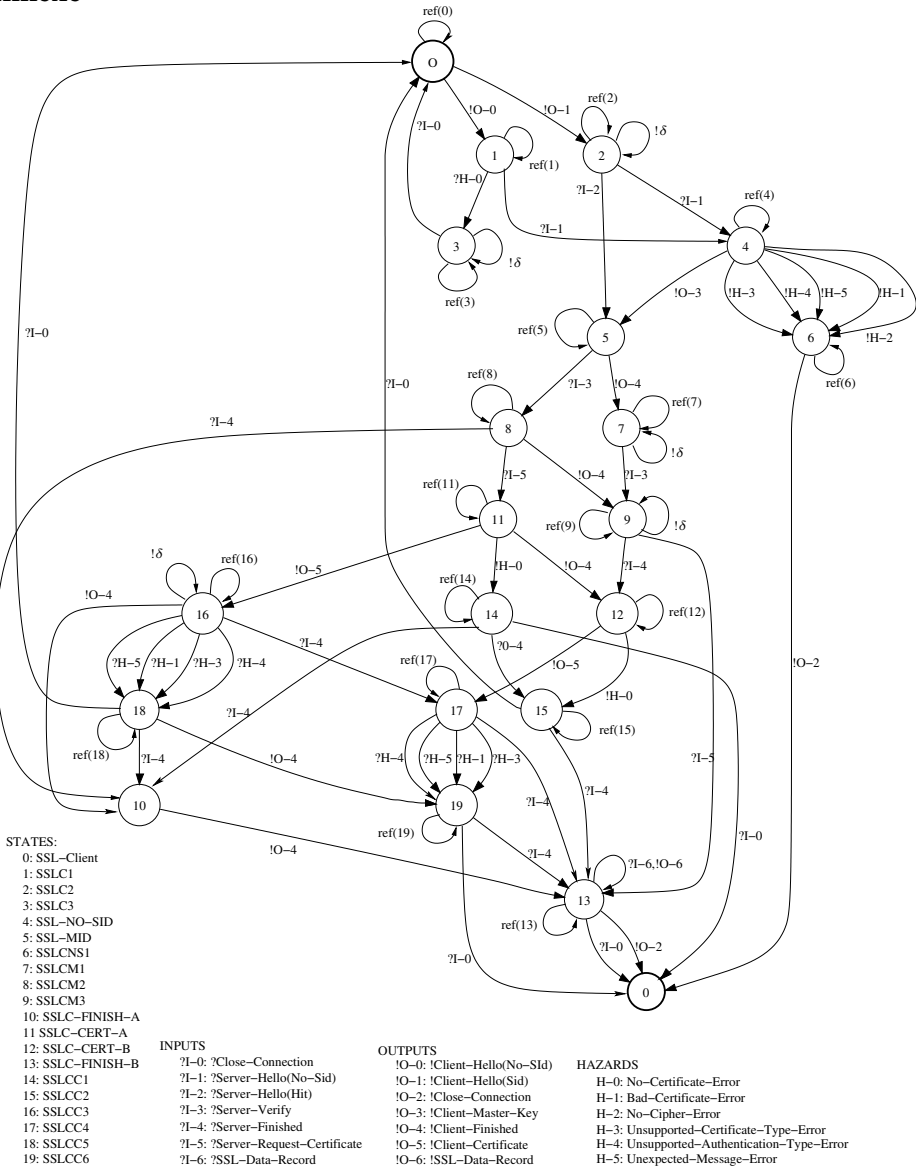 ref(0)
O
!O−0
!O−1
ref(2)
!δ
?I−0
1
ref(1)
2
?H−0
?I−2
?I−1
ref(4)
3
!δ
ref(3)
?I−1
4
!O−3
!H−3
!H−4
!H−5
!H−1
!H−2
?I−0
?I−0
ref(5)
5
6
ref(6)
ref(8)
?I−3
!O−4
ref(7)
?I−4
8
7
!δ
ref(11)
?I−5
!O−4
?I−3
11
ref(9)
9
!δ
!δ
ref(16)
!O−5
!H−0
!O−4
?I−4
ref(14)
!O−4
16
14
12
ref(12)
?I−4
?0−4
!O−5
!O−2
?H−5
?H−1
?H−3
?H−4
ref(17)
!H−0
18
?I−4
17
15
ref(15)
ref(18)
?I−4
!O−4
?H−4
?H−5
?H−1
?H−3
?I−5
10
19
?I−4
?I−4
ref(19)
?I−0
!O−4
?I−4
?I−6,!O−6
13
ref(13)
?I−0
!O−2
?I−0
0
STATES:
0: SSL−Client
1: SSLC1
2: SSLC2
3: SSLC3
4: SSL−NO−SID
5: SSL−MID
6: SSLCNS1
7: SSLCM1
8: SSLCM2
9: SSLCM3
10: SSLC−FINISH−A
11 SSLC−CERT−A
12: SSLC−CERT−B
13: SSLC−FINISH−B
14: SSLCC1
15: SSLCC2
16: SSLCC3
17: SSLCC4
18: SSLCC5
19: SSLCC6
INPUTS
?I−0: ?Close−Connection
?I−1: ?Server−Hello(No−Sid)
?I−2: ?Server−Hello(Hit)
?I−3: ?Server−Verify
?I−4: ?Server−Finished
?I−5: ?Server−Request−Certificate
?I−6: ?SSL−Data−Record
OUTPUTS
!O−0: !Client−Hello(No−SId)
!O−1: !Client−Hello(Sid)
!O−2: !Close−Connection
!O−3: !Client−Master−Key
!O−4: !Client−Finished
!O−5: !Client−Certificate
!O−6: !SSL−Data−Record
HAZARDS
H−0: No−Certificate−Error
H−1: Bad−Certificate−Error
H−2: No−Cipher−Error
H−3: Unsupported−Certificate−Type−Error
H−4: Unsupported−Authentication−Type−Error
H−5: Unexpected−Message−Error